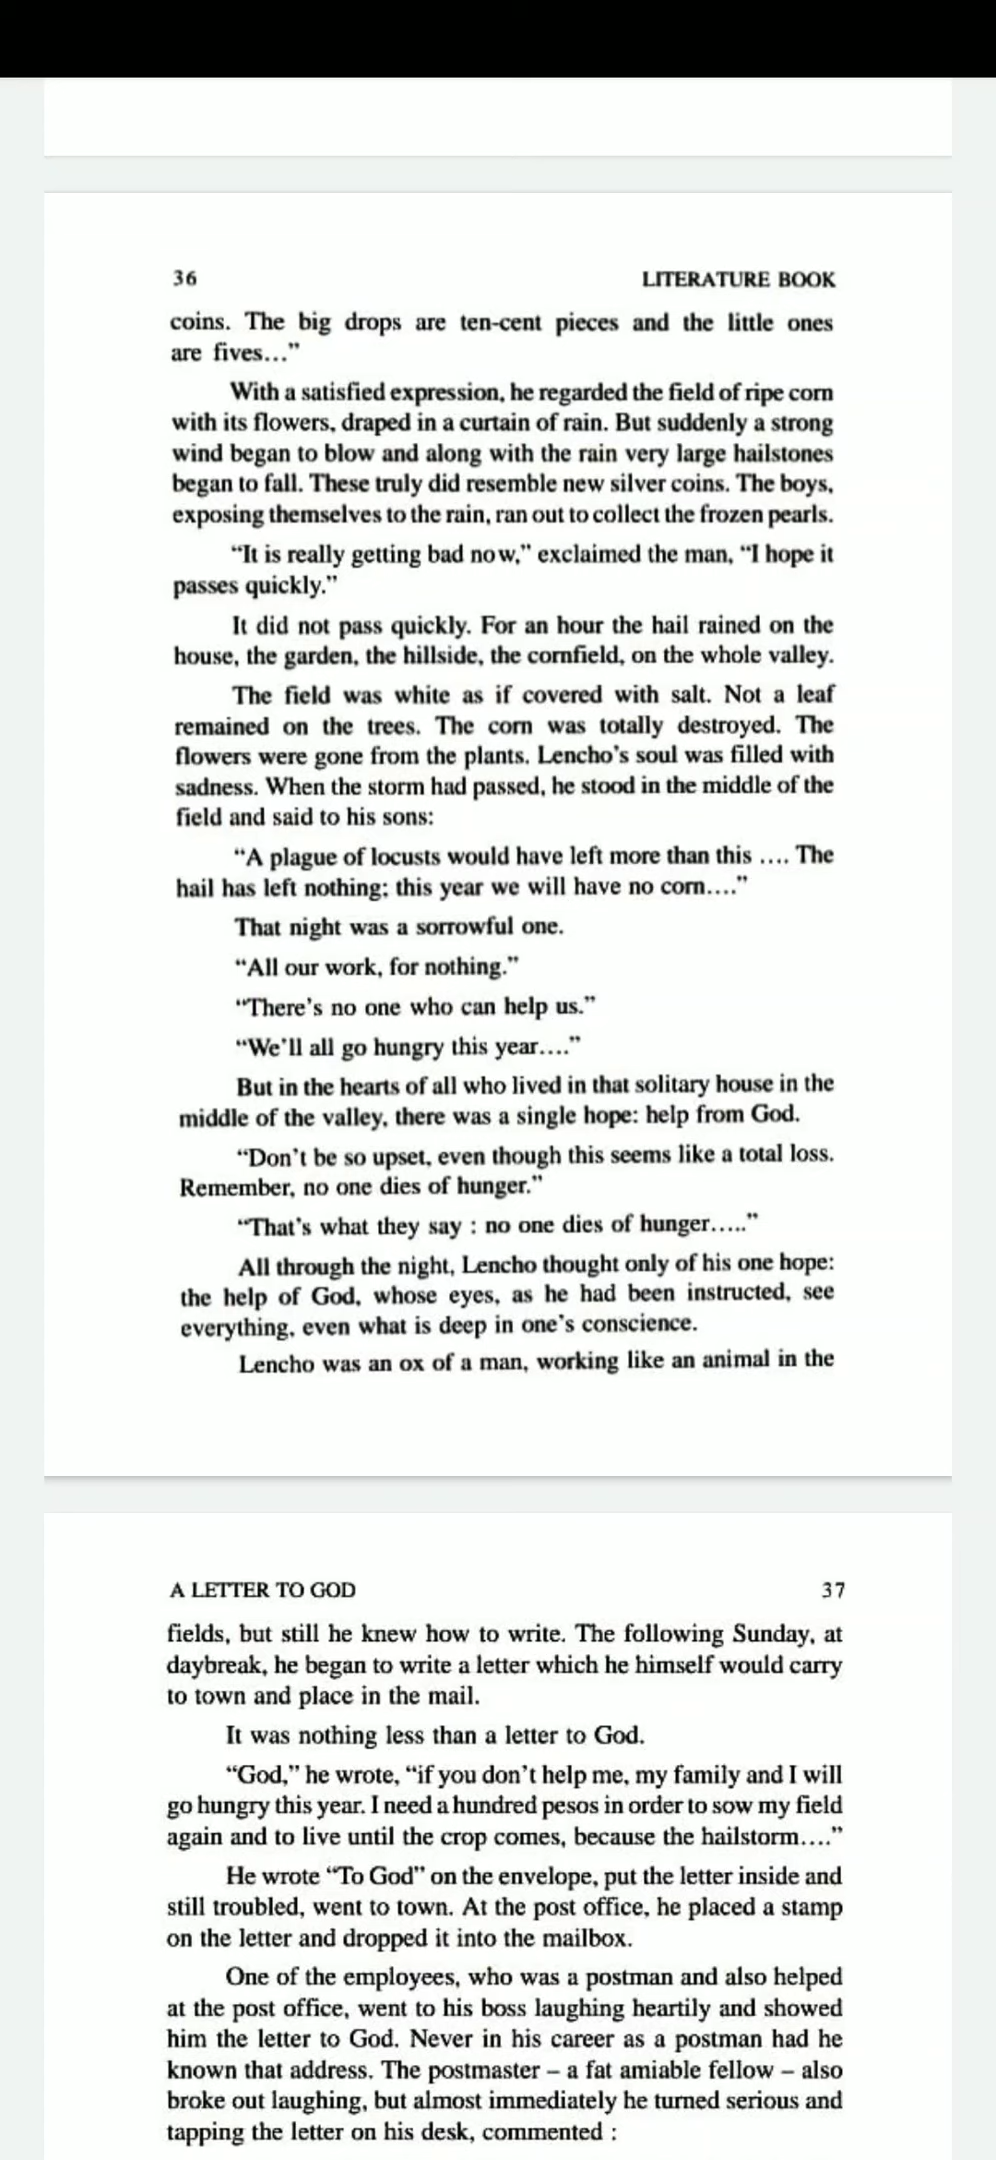 36 LITERATURE BOOK
coins. The big drops are ten-cent pieces and the little ones
are fives...”
With a satisfied expression, he regarded the field of ripe corn
with its flowers, draped in a curtain of rain. But suddenly a strong
wind began to blow and along with the rain very large hailstones
began to fall. These truly did resemble new silver coins. The boys,
exposing themselves to the rain, ran out to collect the frozen pearls.
“It is really getting bad now,” exclaimed the man, “I hope it
passes quickly.”
It did not pass quickly. For an hour the hail rained on the
house, the garden, the hillside, the cornfield, on the whole valley.
The field was white as if covered with salt. Not a leaf
remained on the trees. The corn was totally destroyed. The
flowers were gone from the plants. Lencho’s soul was filled with
sadness. When the storm had passed, he stood in the middle of the
field and said to his sons:
“A plague of locusts would have left more than this .... The
hail has left nothing; this year we will have no corn....”
That night was a sorrowful one.
“All our work, for nothing.”
“There’s no one who can help us.”
“We’ll all go hungry this year....”
But in the hearts of all who lived in that solitary house in the
middle of the valley, there was a single hope: help from God.
“Don’t be so upset, even though this seems like a total loss.
Remember, no one dies of hunger.”
“That’s what they say : no one dies of hunger.....”
All through the night, Lencho thought only of his one hope:
the help of God, whose eyes, as he had been instructed, see
everything, even what is deep in one’s conscience.
Lencho was an ox of a man, working like an animal in the
A LETTER TO GOD 37
fields, but still he knew how to write. The following Sunday, at
daybreak, he began to write a letter which he himself would carry
to town and place in the mail.
It was nothing less than a letter to God.
“God,” he wrote, “if you don’t help me, my family and I will
go hungry this year. I need a hundred pesos in order to sow my field
again and to live until the crop comes, because the hailstorm....”
He wrote “To God” on the envelope, put the letter inside and
still troubled, went to town. At the post office, he placed a stamp
on the letter and dropped it into the mailbox.
One of the employees, who was a postman and also helped
at the post office, went to his boss laughing heartily and showed
him the letter to God. Never in his career as a postman had he
known that address. The postmaster – a fat amiable fellow – also
broke out laughing, but almost immediately he turned serious and
tapping the letter on his desk, commented :